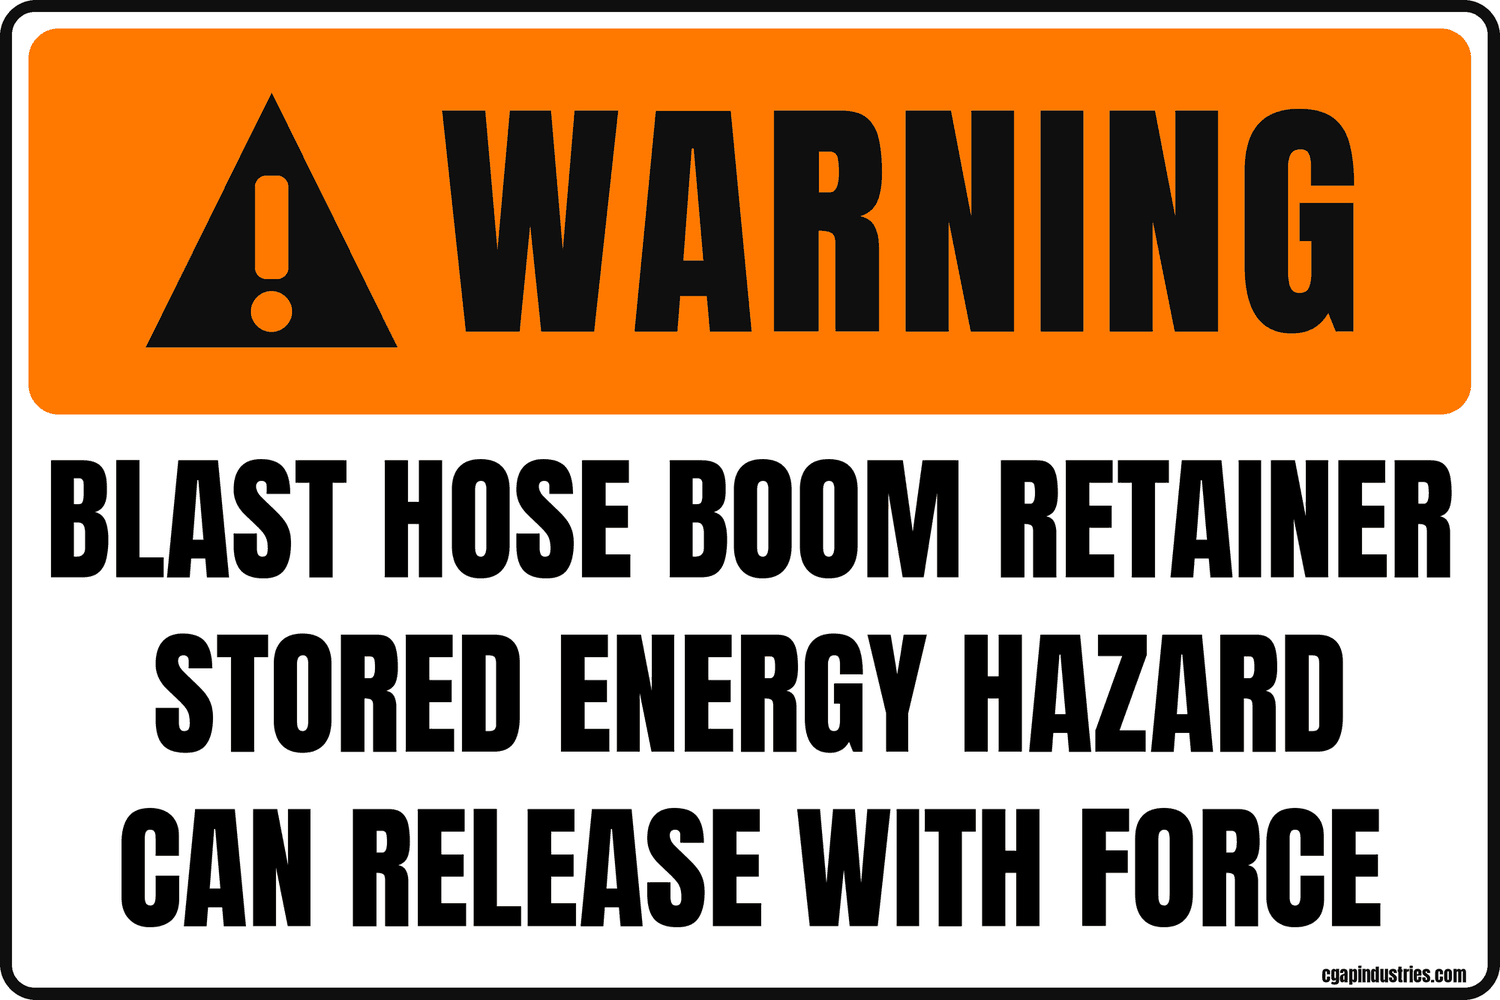 WARNING
BLAST HOSE BOOM RETAINER
STORED ENERGY HAZARD
CAN RELEASE WITH FORCE
cgapindustries.com